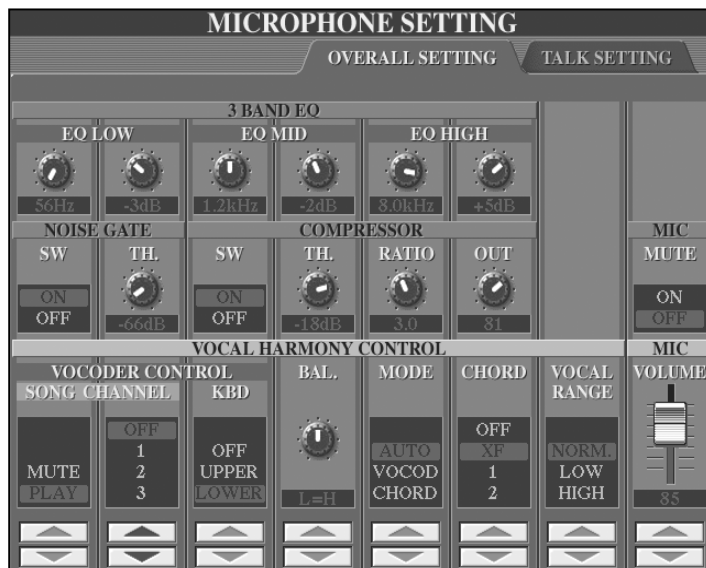 MICROPHONE SETTING
OVERALL SETTING TALK SETTING
3 BAND EQ
EQ LOW EQ MID EQ HIGH
56Hz -3dB 1.2kHz -2dB 8.0kHz +5dB
NOISE GATE COMPRESSOR MIC
SW TH. SW TH. RATIO OUT MUTE
ON ON ON
OFF OFF OFF
-66dB -18dB 3.0 81
VOCAL HARMONY CONTROL MIC
VOCODER CONTROL BAL. MODE CHORD VOCAL VOLUME
SONG CHANNEL KBD RANGE
OFF OFF
1 OFF AUTO XF NORM.
MUTE 2 UPPER VOCOD 1 LOW
PLAY 3 LOWER L=H CHORD 2 HIGH 85